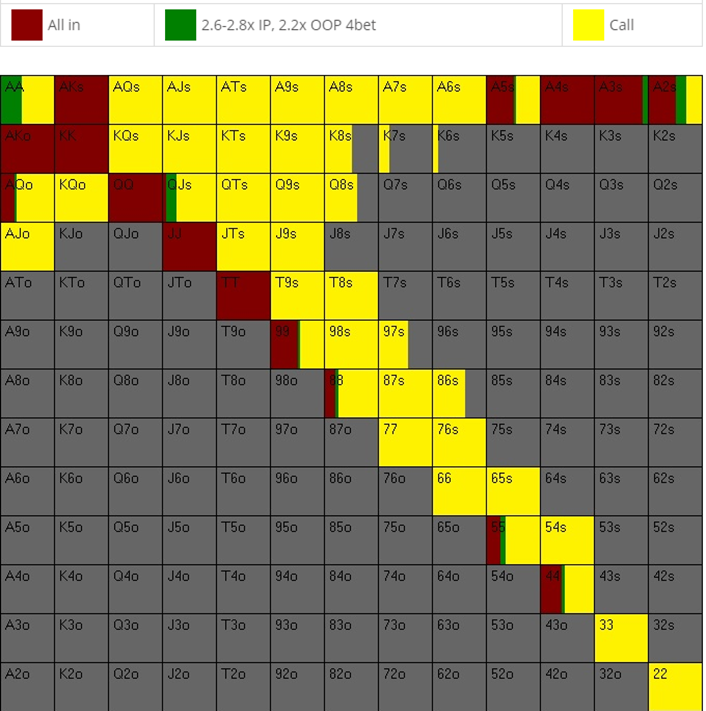 All in 2.6-2.8x IP, 2.2x OOP 4bet Call
AA AKs AQs AJs ATs A9s A8s A7s A6s A5s A4s A3s A2s
AKo KK KQs KJs KTs K9s K8s K7s K6s K5s K4s K3s K2s
AQo KQo QQ QJs QTs Q9s Q8s Q7s Q6s Q5s Q4s Q3s Q2s
AJo KJo QJo JJ JTs J9s J8s J7s J6s J5s J4s J3s J2s
ATo KTo QTo JTo TT T9s T8s T7s T6s T5s T4s T3s T2s
A9o K9o Q9o J9o T9o 99 98s 97s 96s 95s 94s 93s 92s
A8o K8o Q8o J8o T8o 98o 88 87s 86s 85s 84s 83s 82s
A7o K7o Q7o J7o T7o 97o 87o 77 76s 75s 74s 73s 72s
A6o K6o Q6o J6o T6o 96o 86o 76o 66 65s 64s 63s 62s
A5o K5o Q5o J5o T5o 95o 85o 75o 65o 55 54s 53s 52s
A4o K4o Q4o J4o T4o 94o 84o 74o 64o 54o 44 43s 42s
A3o K3o Q3o J3o T3o 93o 83o 73o 63o 53o 43o 33 32s
A2o K2o Q2o J2o T2o 92o 82o 72o 62o 52o 42o 32o 22